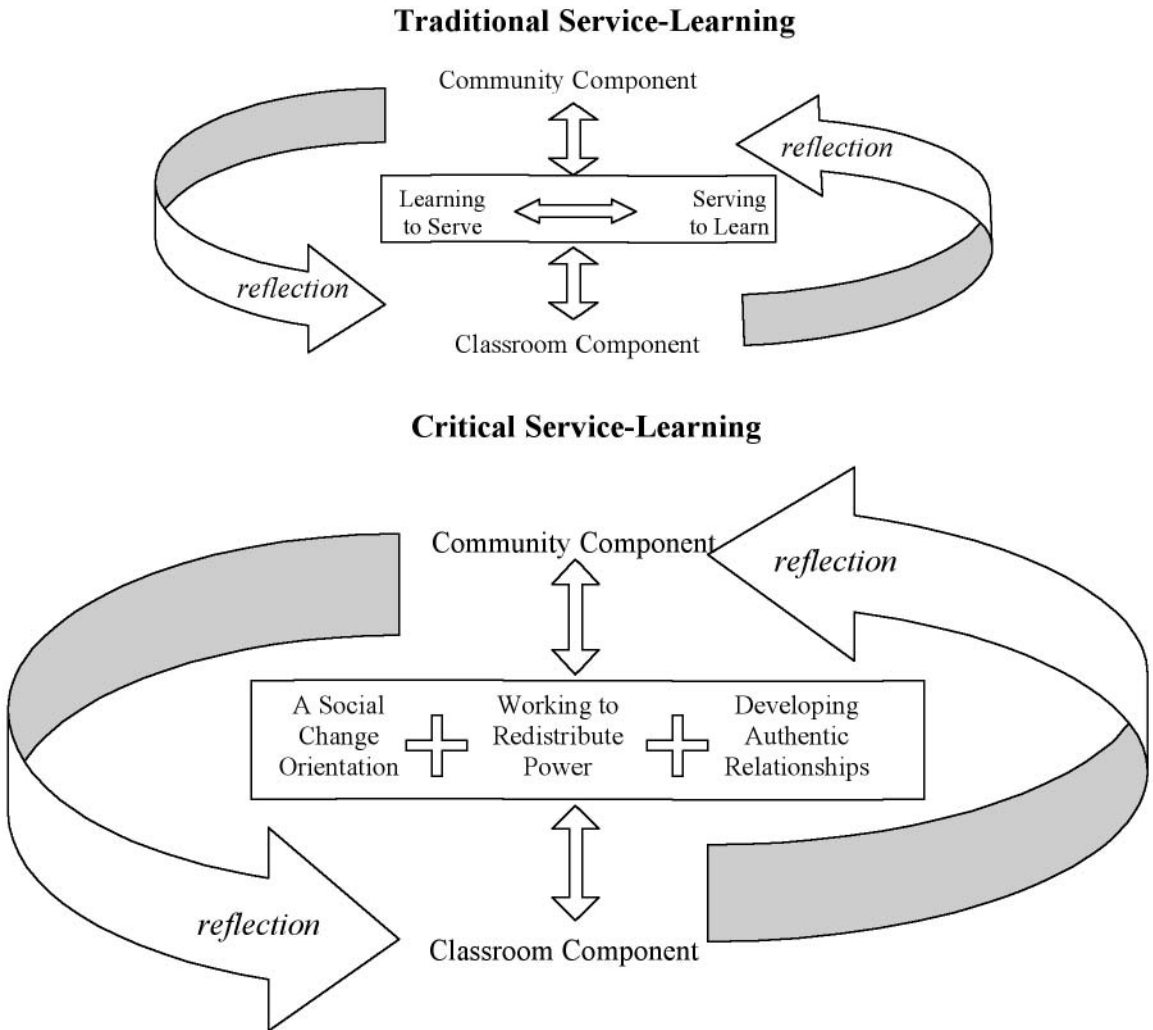 Traditional Service-Learning
Community Component
reflection
Learning
to Serve
Serving
to Learn
reflection
Classroom Component
Critical Service-Learning
Community Component
reflection
A Social
Change
Orientation
Working to
Redistribute
Power
Developing
Authentic
Relationships
reflection
Classroom Component